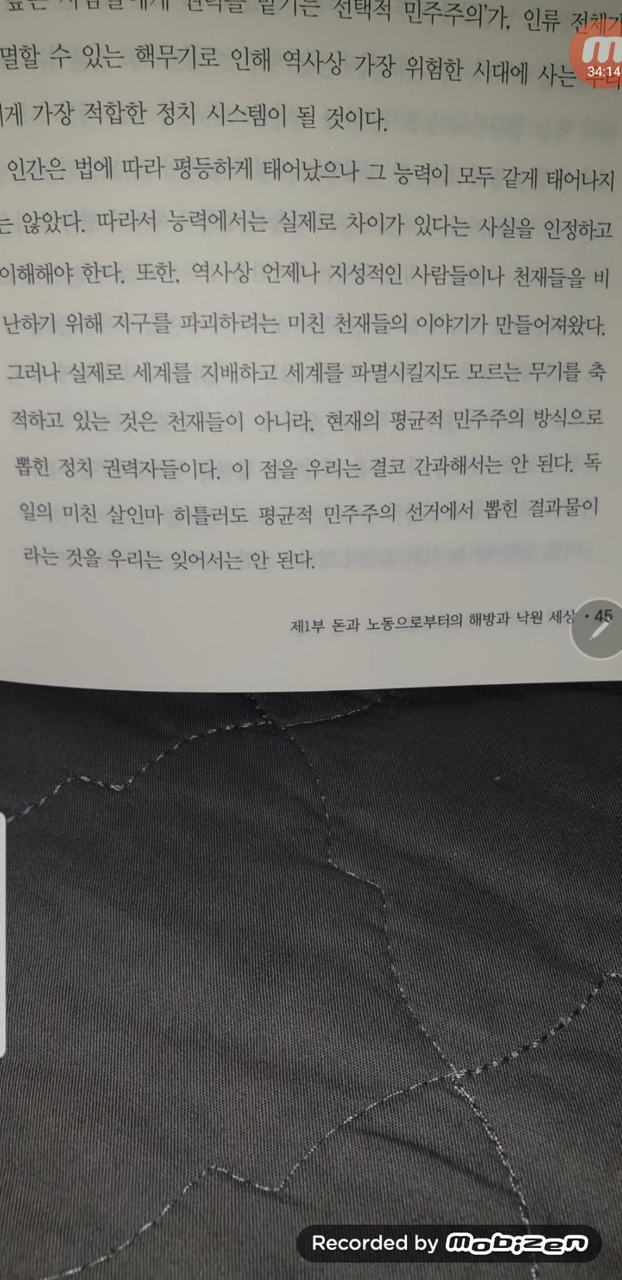 선택적 민주주의'가, 인류 전체가
멸할 수 있는 핵무기로 인해 역사상 가장 위험한 시대에 사는
34:14
게 가장 적합한 정치 시스템이 될 것이다.
인간은 법에 따라 평등하게 태어났으나 그 능력이 모두 같게 태어나지
는 않았다. 따라서 능력에서는 실제로 차이가 있다는 사실을 인정하고
이해해야 한다. 또한, 역사상 언제나 지성적인 사람들이나 천재들을 비
난하기 위해 지구를 파괴하려는 미친 천재들의 이야기가 만들어져왔다.
그러나 실제로 세계를 지배하고 세계를 파멸시킬지도 모르는 무기를 축
적하고 있는 것은 천재들이 아니라, 현재의 평균적 민주주의 방식으로
뽑힌 정치 권력자들이다. 이 점을 우리는 결코 간과해서는 안 된다. 독
일의 미친 살인마 히틀러도 평균적 민주주의 선거에서 뽑힌 결과물이
라는 것을 우리는 잊어서는 안 된다.
제1부 돈과 노동으로부터의 해방과 낙원 세상 · 45
Recorded by mobizen